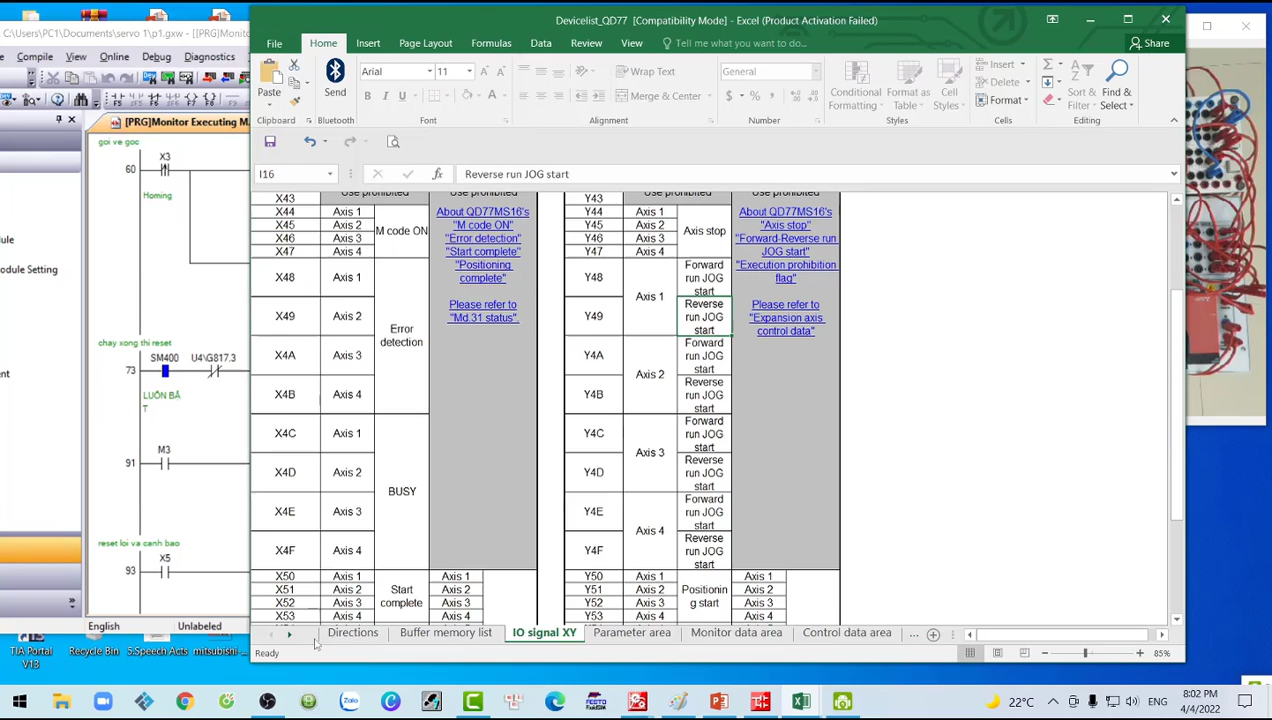 Devicelist_QD77 [Compatibility Mode] - Excel (Product Activation Failed)
C:\Users\PC1\Documents\servo 1\p1.gxw - [[PRG]Monit
File Home Insert Page Layout Formulas Data Review View Tell me what you want to do... Share
Compile View Online Debug Diagnostics
Paste
Send
Arial 11
Wrap Text
Merge & Center
General
Conditional Formatting
Format as Table
Cell Styles
Insert
Delete
Format
Sort & Filter
Find & Select
Clipboard Bluetooth Font Alignment Number Styles Cells Editing
[PRG]Monitor Executing M
I16 Reverse run JOG start
goi ve goc
60 X3
Homing
odule Setting
chay xong thi reset
73 SM400 U4\G817.3
LUÔN BÂ
T
91 M3
reset loi va canh bao
93 X5
English Unlabeled
X43 Use prohibited Use prohibited Y43 Use prohibited Use prohibited
X44 Axis 1 M code ON Y44 Axis 1 Axis stop
X45 Axis 2 Y45 Axis 2
X46 Axis 3 Y46 Axis 3
X47 Axis 4 Y47 Axis 4
About QD77MS16's
"M code ON"
"Error detection"
"Start complete"
"Positioning
complete"
Please refer to
"Md.31 status".
About QD77MS16's
"Axis stop"
"Forward-Reverse run
JOG start"
"Execution prohibition
flag"
Please refer to
"Expansion axis
control data"
X48 Axis 1 Error detection Y48 Axis 1 Forward run JOG start
X49 Axis 2 Y49 Reverse run JOG start
X4A Axis 3 Y4A Axis 2 Forward run JOG start
X4B Axis 4 Y4B Reverse run JOG start
X4C Axis 1 BUSY Y4C Axis 3 Forward run JOG start
X4D Axis 2 Y4D Reverse run JOG start
X4E Axis 3 Y4E Axis 4 Forward run JOG start
X4F Axis 4 Y4F Reverse run JOG start
X50 Axis 1 Start complete Axis 1 Y50 Axis 1 Positionin g start Axis 1
X51 Axis 2 Axis 2 Y51 Axis 2 Axis 2
X52 Axis 3 Axis 3 Y52 Axis 3 Axis 3
X53 Axis 4 Axis 4 Y53 Axis 4 Axis 4
Directions Buffer memory list IO signal XY Parameter area Monitor data area Control data area ...
Ready 85%
TIA Portal V13
Recycle Bin
5.Speech Acts
mitsubishi-...
22°C ENG 8:02 PM
4/4/2022